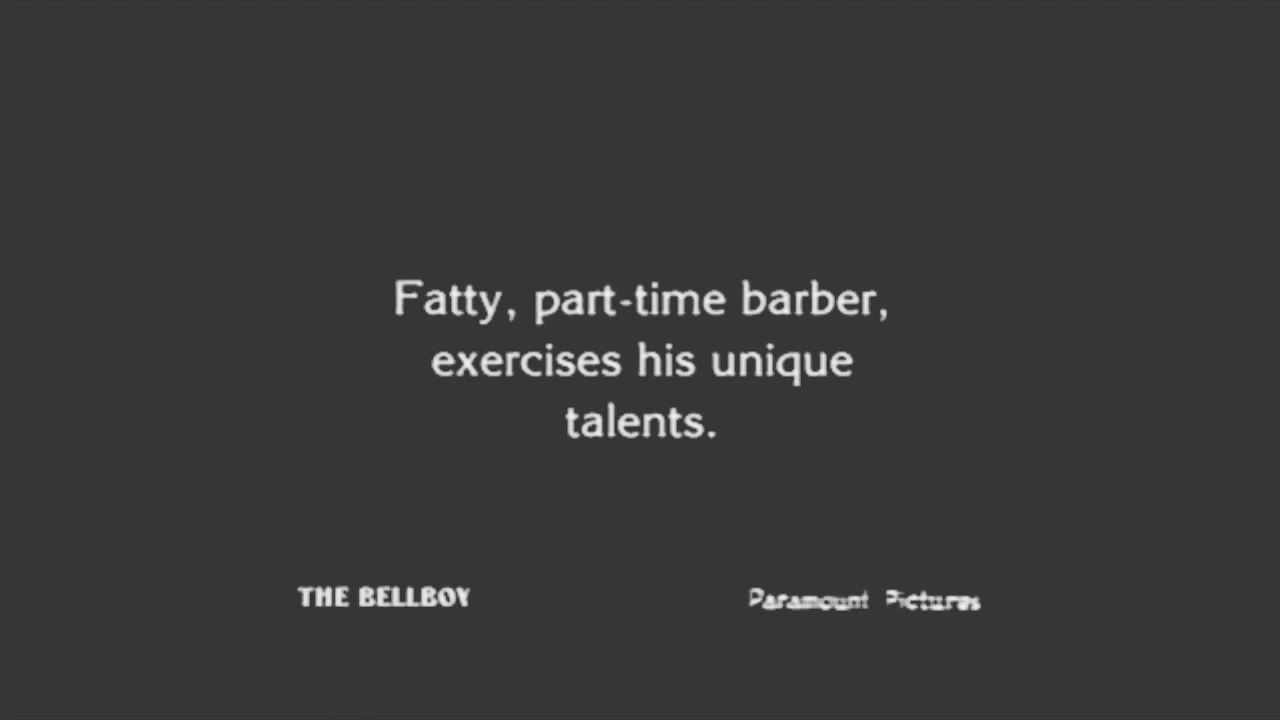 Fatty, part-time barber,
exercises his unique
talents.
THE BELLBOY
Paramount Pictures